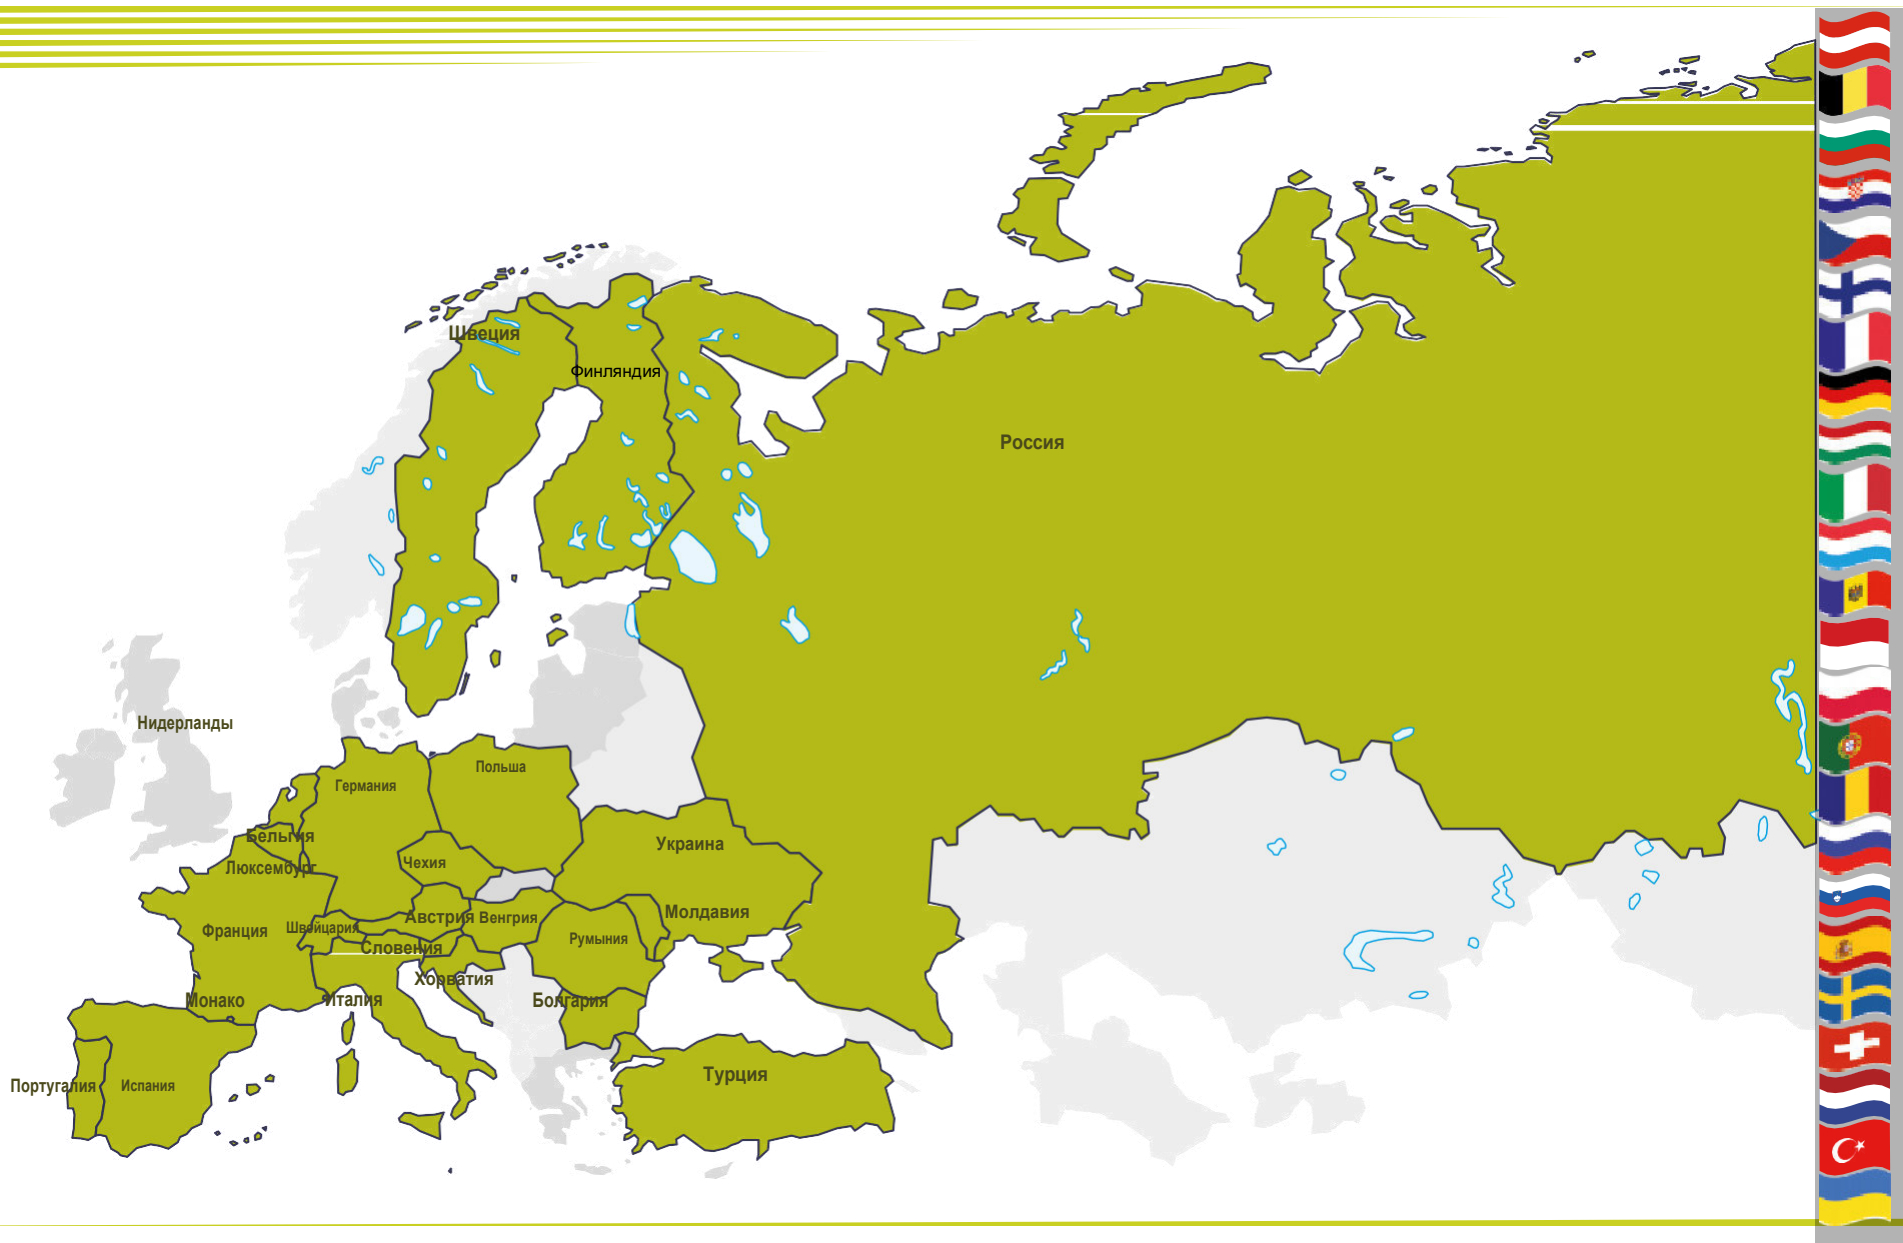 Швеция
Финляндия
Россия
Нидерланды
Польша
Германия
Бельгия
Украина
Чехия
Люксембург
Молдавия
Австрия
Венгрия
Швейцария
Франция
Румыния
Словения
Хорватия
Монако
Италия
Болгария
Турция
Португалия
Испания